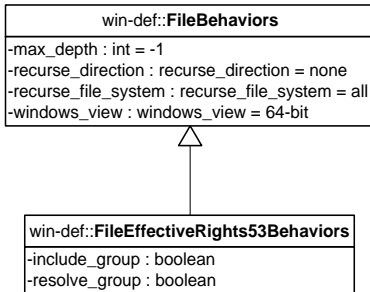 win-def::FileBehaviors
-max_depth : int = -1
-recurse_direction : recurse_direction = none
-recurse_file_system : recurse_file_system = all
-windows_view : windows_view = 64-bit
win-def::FileEffectiveRights53Behaviors
-include_group : boolean
-resolve_group : boolean